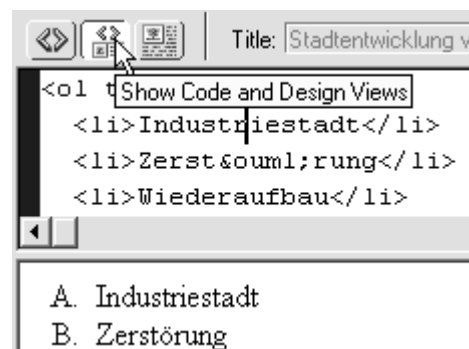 Title: Stadtentwicklung v
<ol t
Show Code and Design Views
<li>Industriestadt</li>
<li>Zerst&ouml;rung</li>
<li>Wiederaufbau</li>
A. Industriestadt
B. Zerstörung